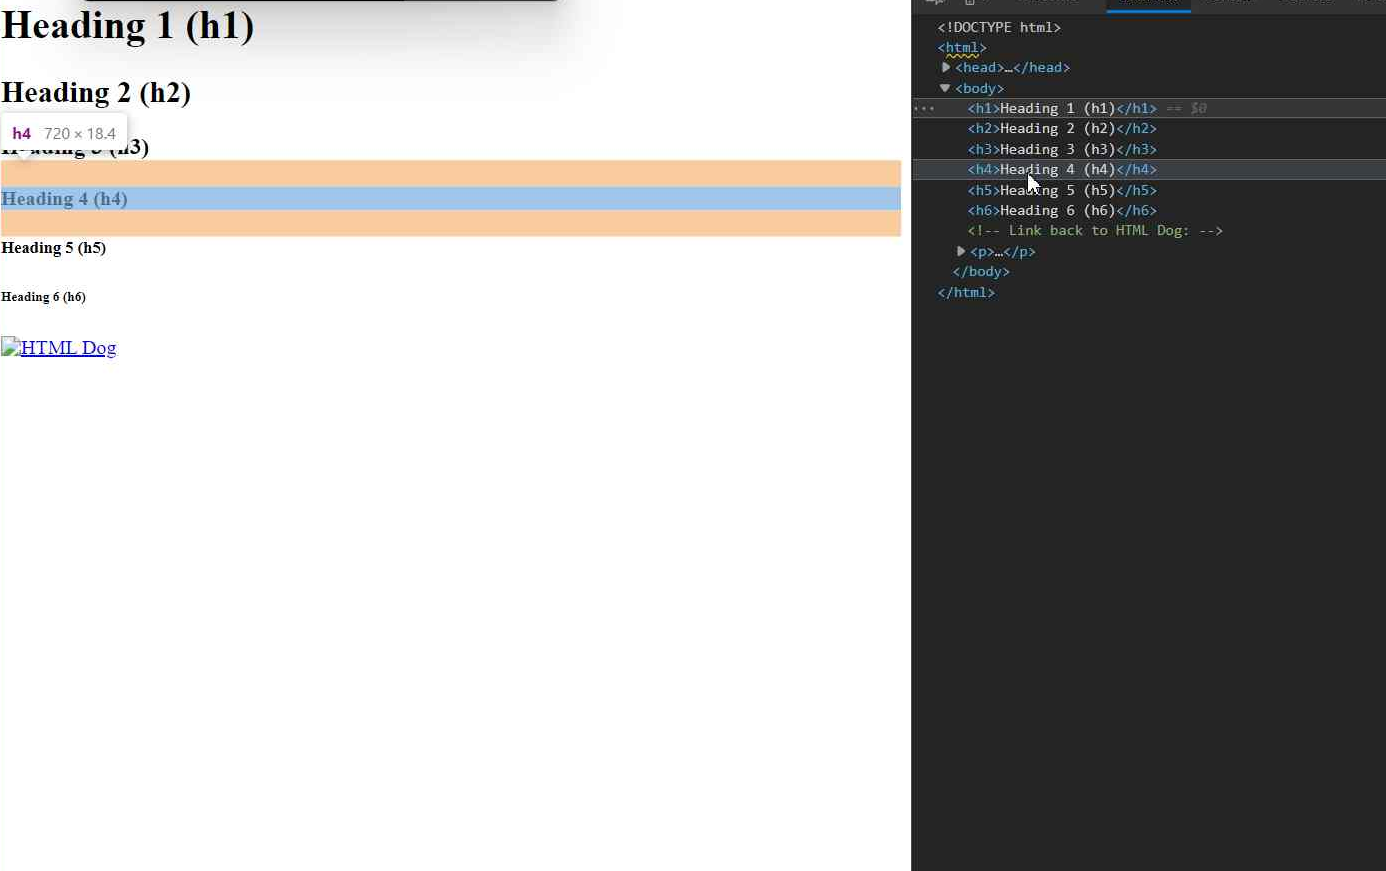 Heading 1 (h1)
Heading 2 (h2)
h4 720 × 18.4
Heading 3 (h3)
Heading 4 (h4)
Heading 5 (h5)
Heading 6 (h6)
HTML Dog
<!DOCTYPE html>
<html>
<head>…</head>
<body>
<h1>Heading 1 (h1)</h1> == $0
<h2>Heading 2 (h2)</h2>
<h3>Heading 3 (h3)</h3>
<h4>Heading 4 (h4)</h4>
<h5>Heading 5 (h5)</h5>
<h6>Heading 6 (h6)</h6>
<!-- Link back to HTML Dog: -->
<p>…</p>
</body>
</html>